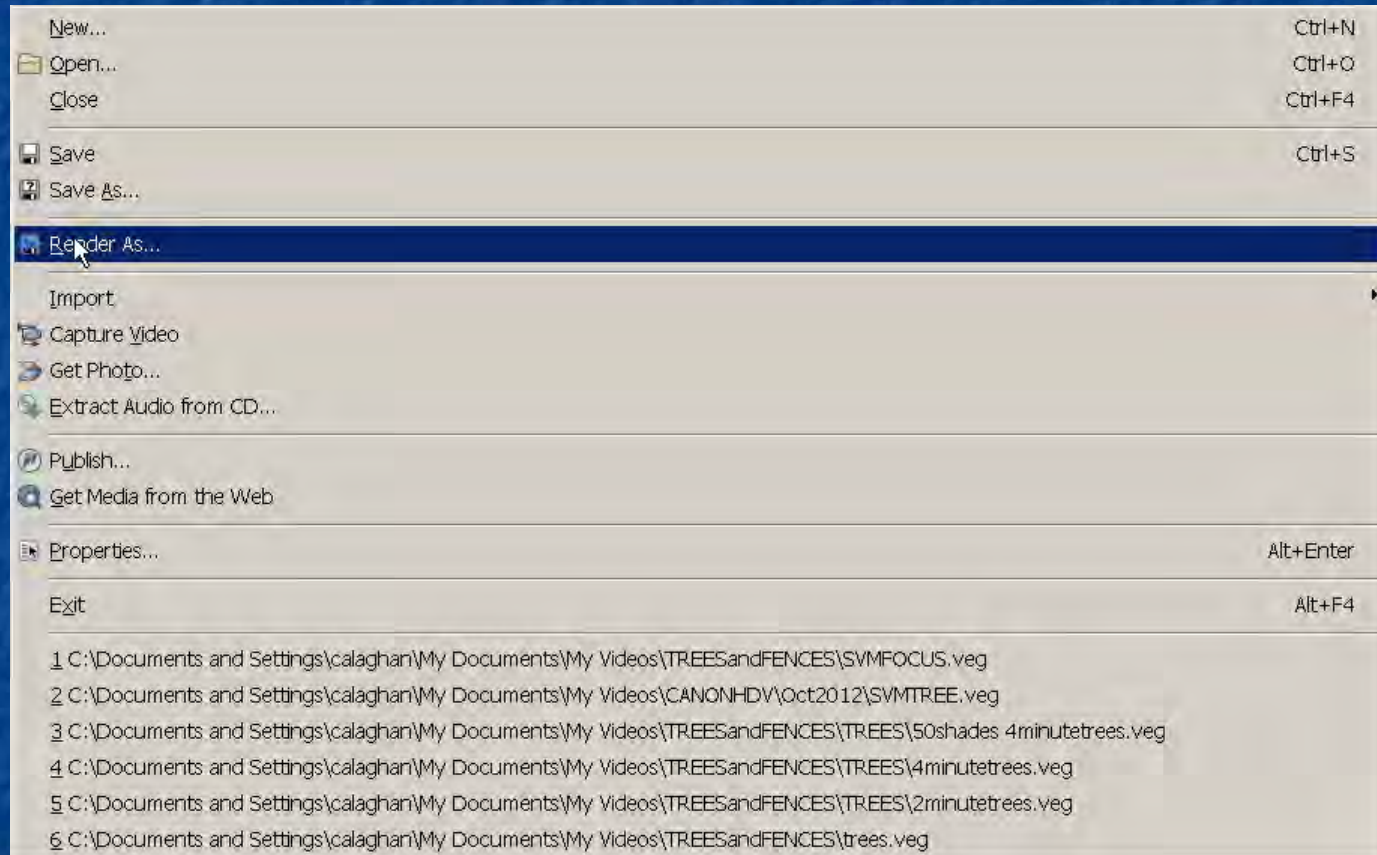 New... Ctrl+N
Open... Ctrl+O
Close Ctrl+F4
Save Ctrl+S
Save As...
Render As...
Import
Capture Video
Get Photo...
Extract Audio from CD...
Publish...
Get Media from the Web
Properties... Alt+Enter
Exit Alt+F4
1 C:\Documents and Settings\calaghan\My Documents\My Videos\TREESandFENCES\SVMFOCUS.veg
2 C:\Documents and Settings\calaghan\My Documents\My Videos\CANONHDV\Oct2012\SVMTREE.veg
3 C:\Documents and Settings\calaghan\My Documents\My Videos\TREESandFENCES\TREES\50shades 4minutetrees.veg
4 C:\Documents and Settings\calaghan\My Documents\My Videos\TREESandFENCES\TREES\4minutetrees.veg
5 C:\Documents and Settings\calaghan\My Documents\My Videos\TREESandFENCES\TREES\2minutetrees.veg
6 C:\Documents and Settings\calaghan\My Documents\My Videos\TREESandFENCES\trees.veg